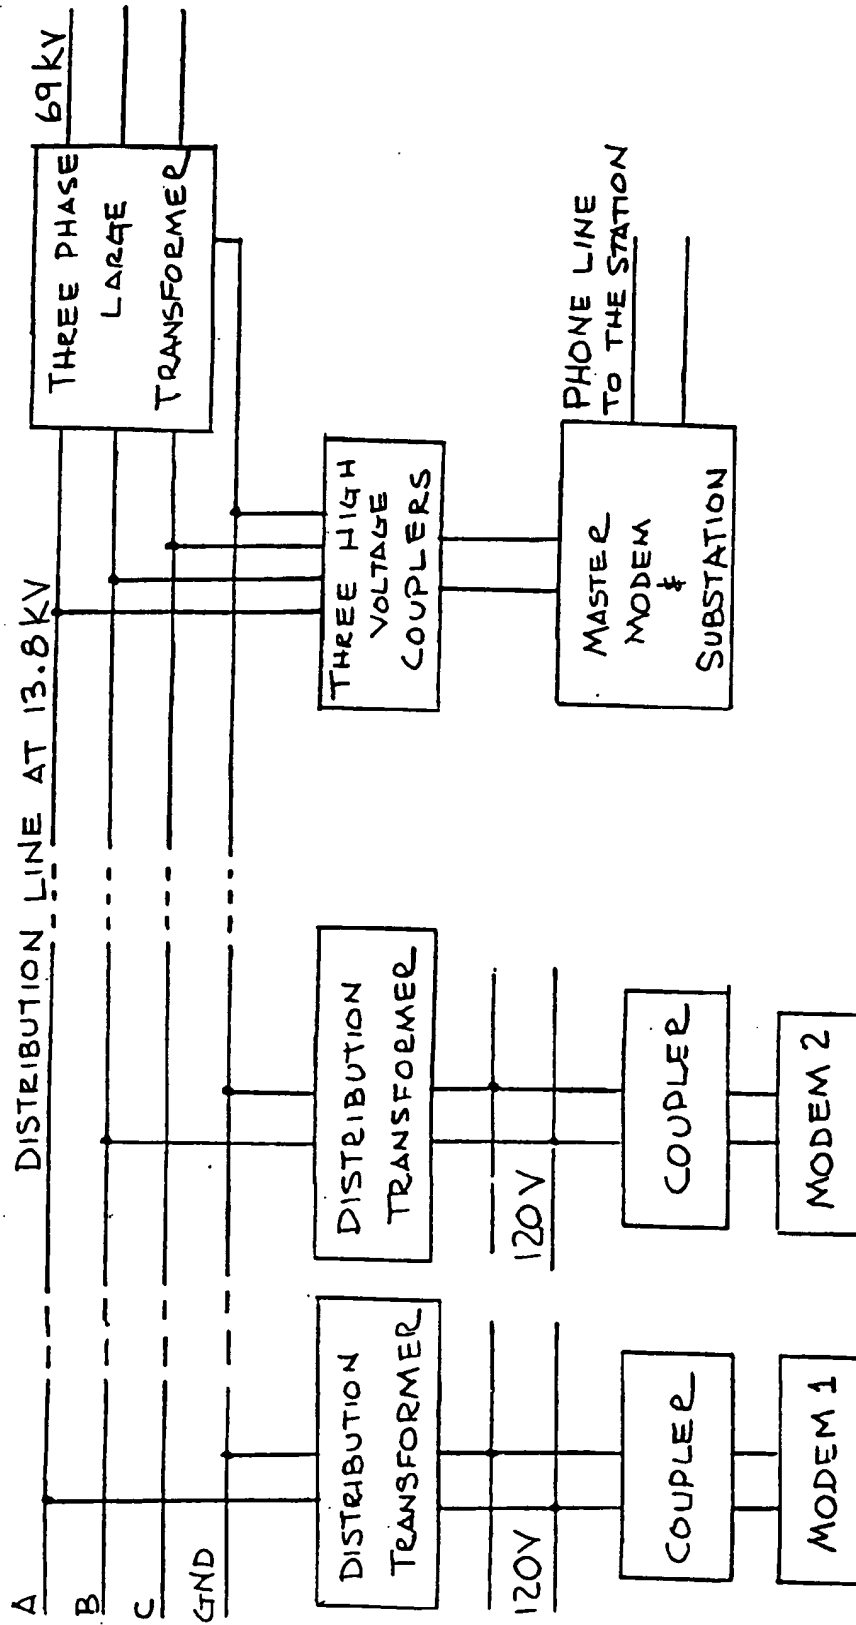 DISTRIBUTION LINE AT 13.8KV
69KV
A
B
C
GND
THREE PHASE
LARGE
TRANSFORMER
DISTRIBUTION
TRANSFORMER
DISTRIBUTION
TRANSFORMER
THREE HIGH
VOLTAGE
COUPLERS
120V
120V
PHONE LINE
TO THE STATION
COUPLER
COUPLER
MASTER
MODEM
&
SUBSTATION
MODEM 1
MODEM 2